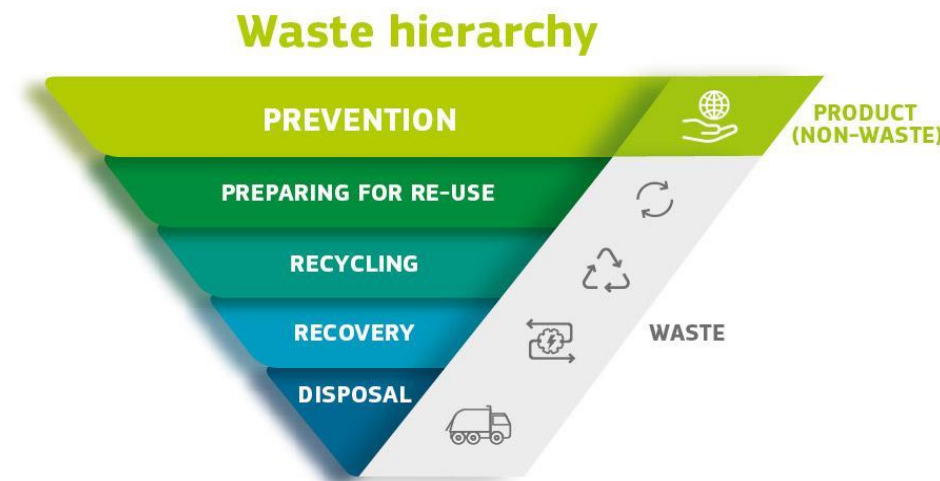 Waste hierarchy
PREVENTION
PRODUCT
(NON-WASTE)
PREPARING FOR RE-USE
RECYCLING
RECOVERY
WASTE
DISPOSAL